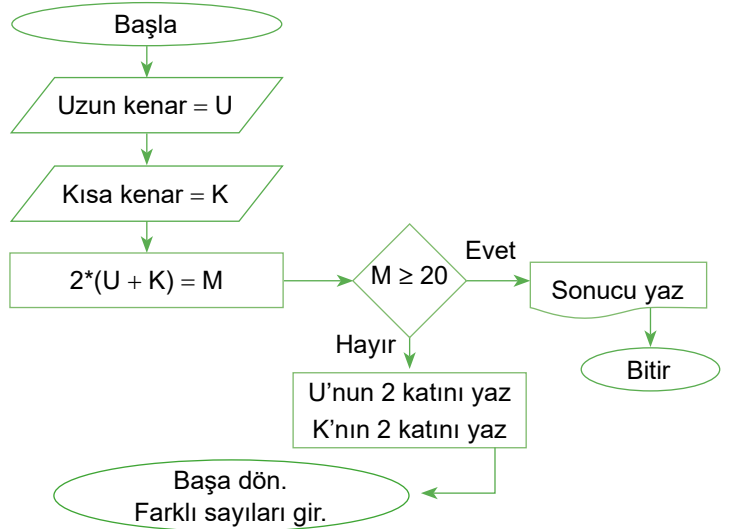 Başla
Uzun kenar = U
Kısa kenar = K
2*(U + K) = M
M ≥ 20
Evet
Sonucu yaz
Bitir
Hayır
U’nun 2 katını yaz
K’nın 2 katını yaz
Başa dön.
Farklı sayıları gir.